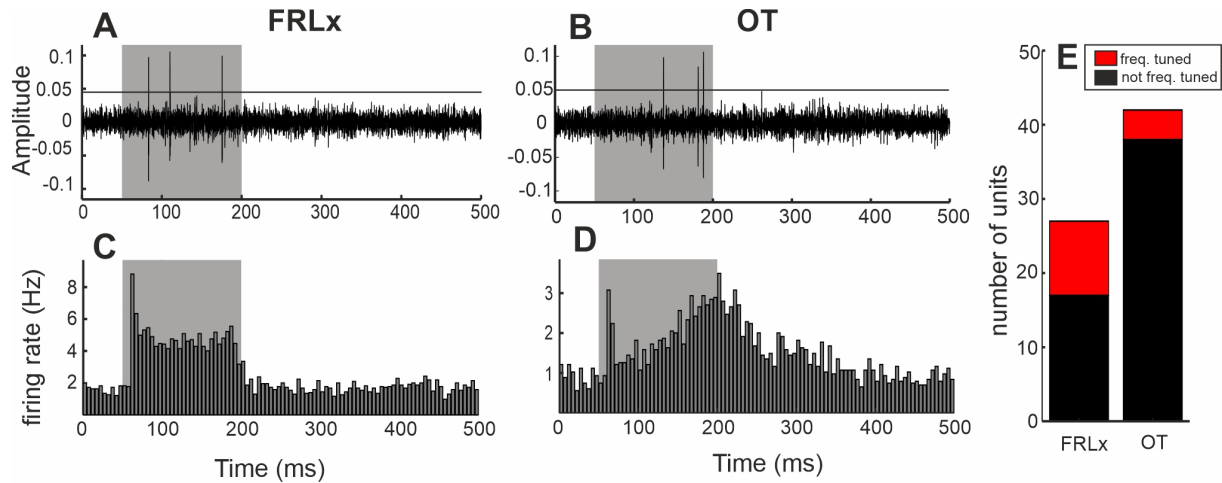 A
FRLx
B
OT
E
Amplitude
0.1
0.05
0
-0.05
-0.1
0 100 200 300 400 500
0.1
0.05
0
-0.05
-0.1
0 100 200 300 400 500
C
firing rate (Hz)
8
6
4
2
0 100 200 300 400 500
Time (ms)
D
3
2
1
0 100 200 300 400 500
Time (ms)
freq. tuned
not freq. tuned
number of units
50
40
30
20
10
0
FRLx OT